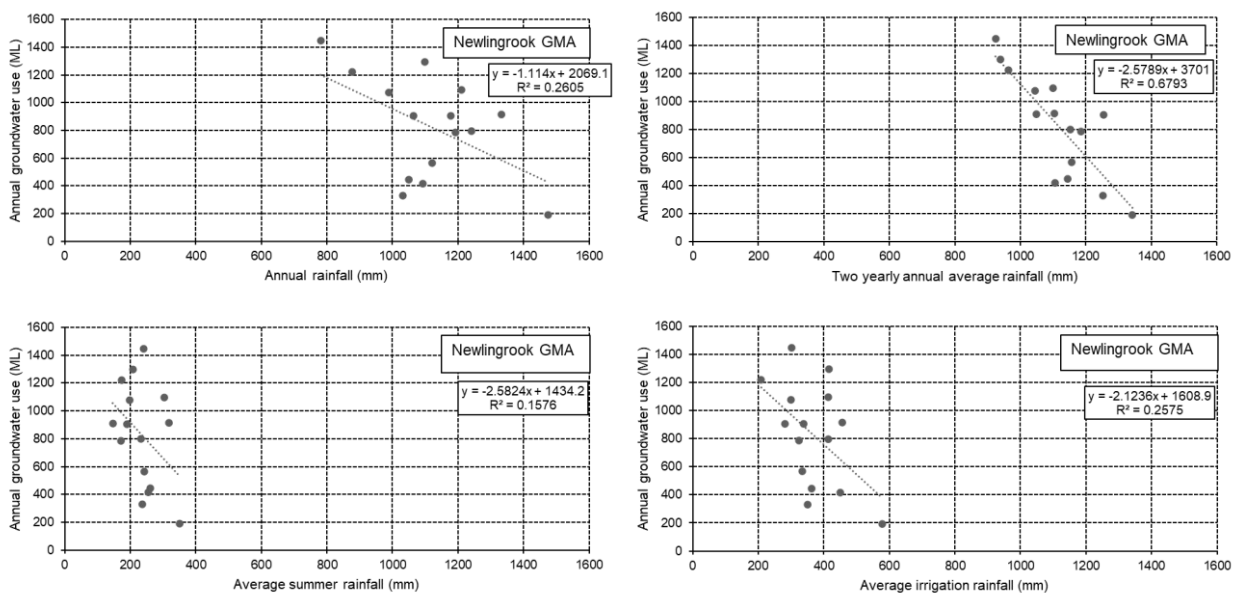 Annual groundwater use (ML)
1600
1400
1200
1000
800
600
400
200
0
Newlingrook GMA
y = -1.114x + 2069.1
R² = 0.2605
0 200 400 600 800 1000 1200 1400 1600
Annual rainfall (mm)
Annual groundwater use (ML)
1600
1400
1200
1000
800
600
400
200
0
Newlingrook GMA
y = -2.5789x + 3701
R² = 0.6793
0 200 400 600 800 1000 1200 1400 1600
Two yearly annual average rainfall (mm)
Annual groundwater use (ML)
1600
1400
1200
1000
800
600
400
200
0
Newlingrook GMA
y = -2.5824x + 1434.2
R² = 0.1576
0 200 400 600 800 1000 1200 1400 1600
Average summer rainfall (mm)
Annual groundwater use (ML)
1600
1400
1200
1000
800
600
400
200
0
Newlingrook GMA
y = -2.1236x + 1608.9
R² = 0.2575
0 200 400 600 800 1000 1200 1400 1600
Average irrigation rainfall (mm)